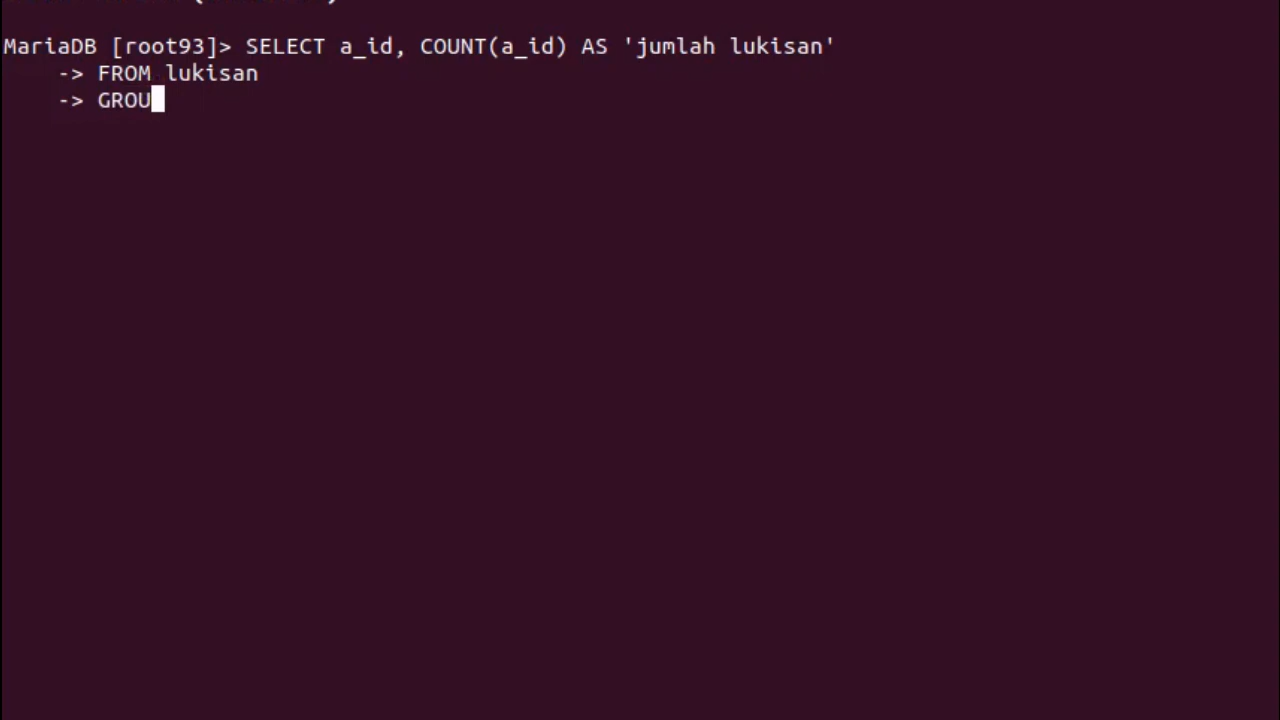 MariaDB [root93]> SELECT a_id, COUNT(a_id) AS 'jumlah lukisan'
-> FROM lukisan
-> GROU